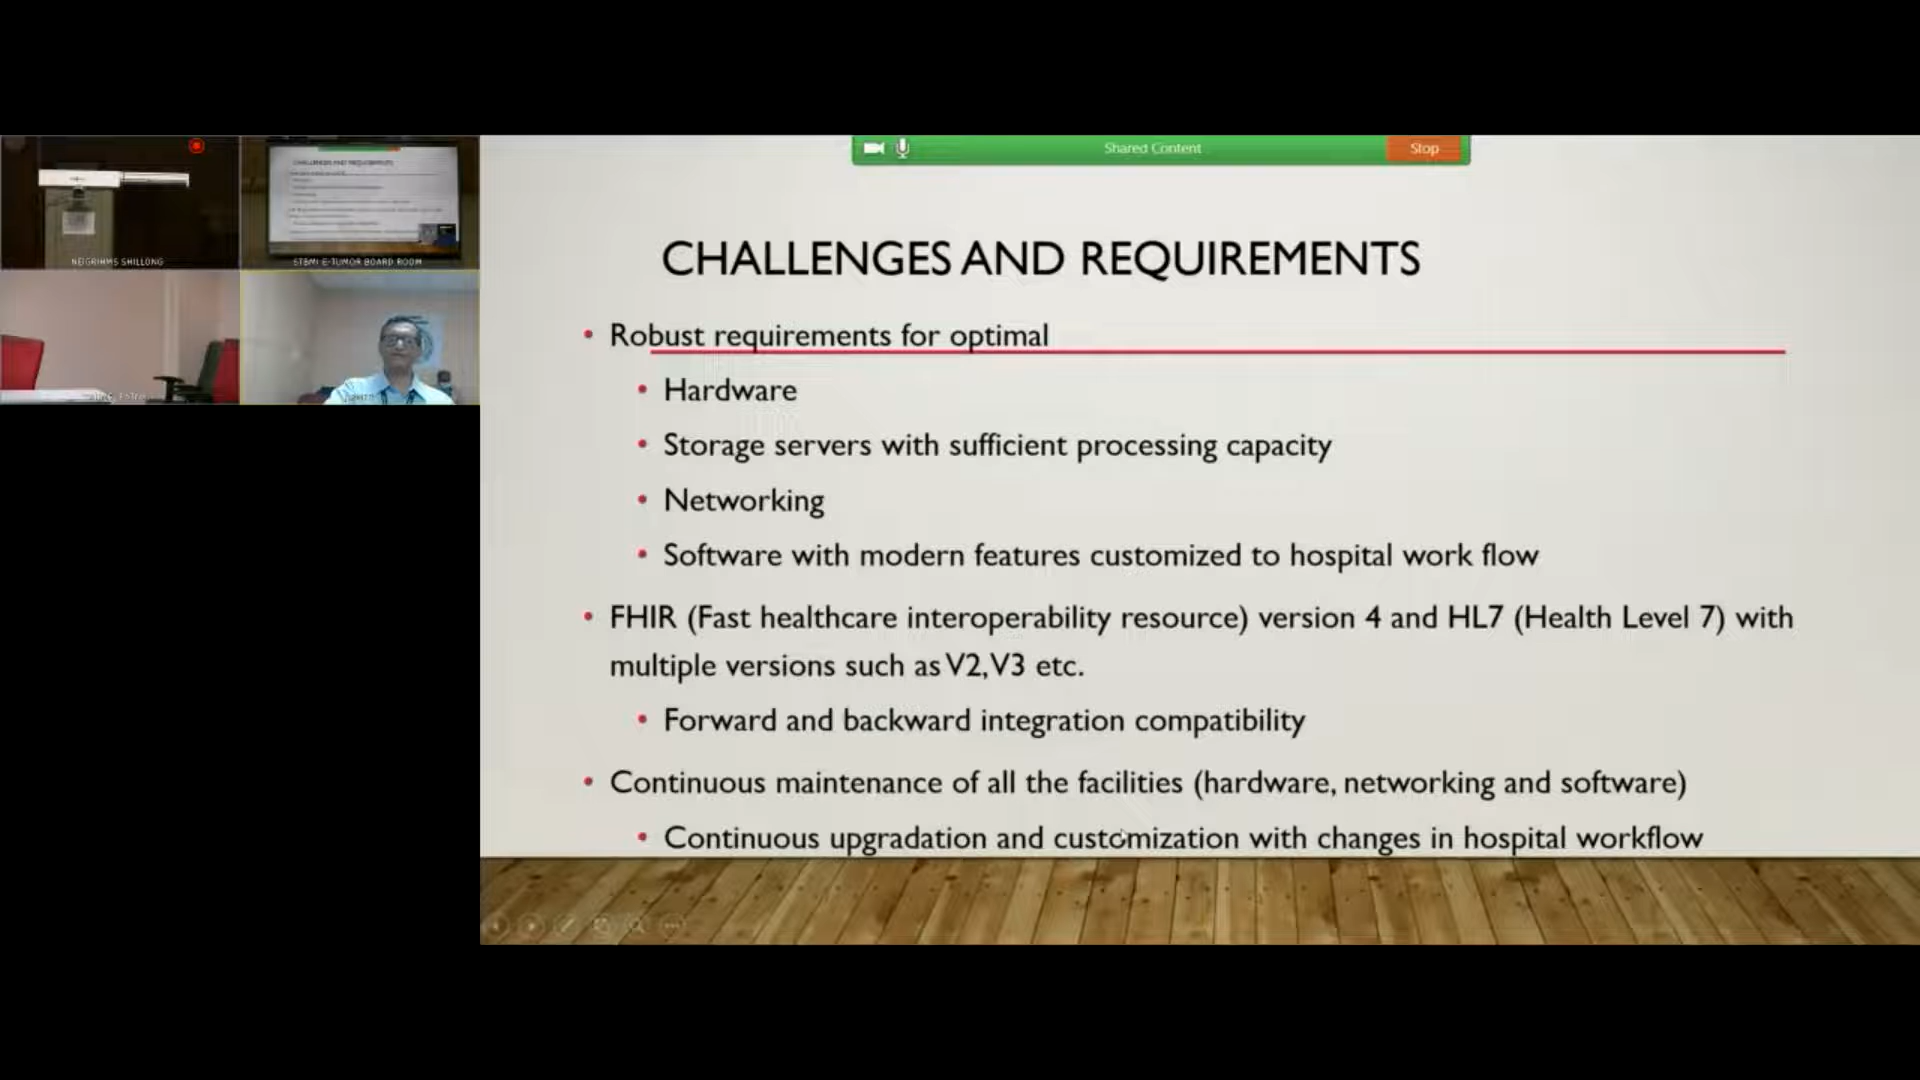 NEIGRIHMS SHILLONG
STBMI E-TUMOR BOARD ROOM
CHALLENGES AND REQUIREMENTS
Shared Content
Stop
CHALLENGES AND REQUIREMENTS
• Robust requirements for optimal
• Hardware
• Storage servers with sufficient processing capacity
• Networking
• Software with modern features customized to hospital work flow
• FHIR (Fast healthcare interoperability resource) version 4 and HL7 (Health Level 7) with
multiple versions such as V2,V3 etc.
• Forward and backward integration compatibility
• Continuous maintenance of all the facilities (hardware, networking and software)
• Continuous upgradation and customization with changes in hospital workflow